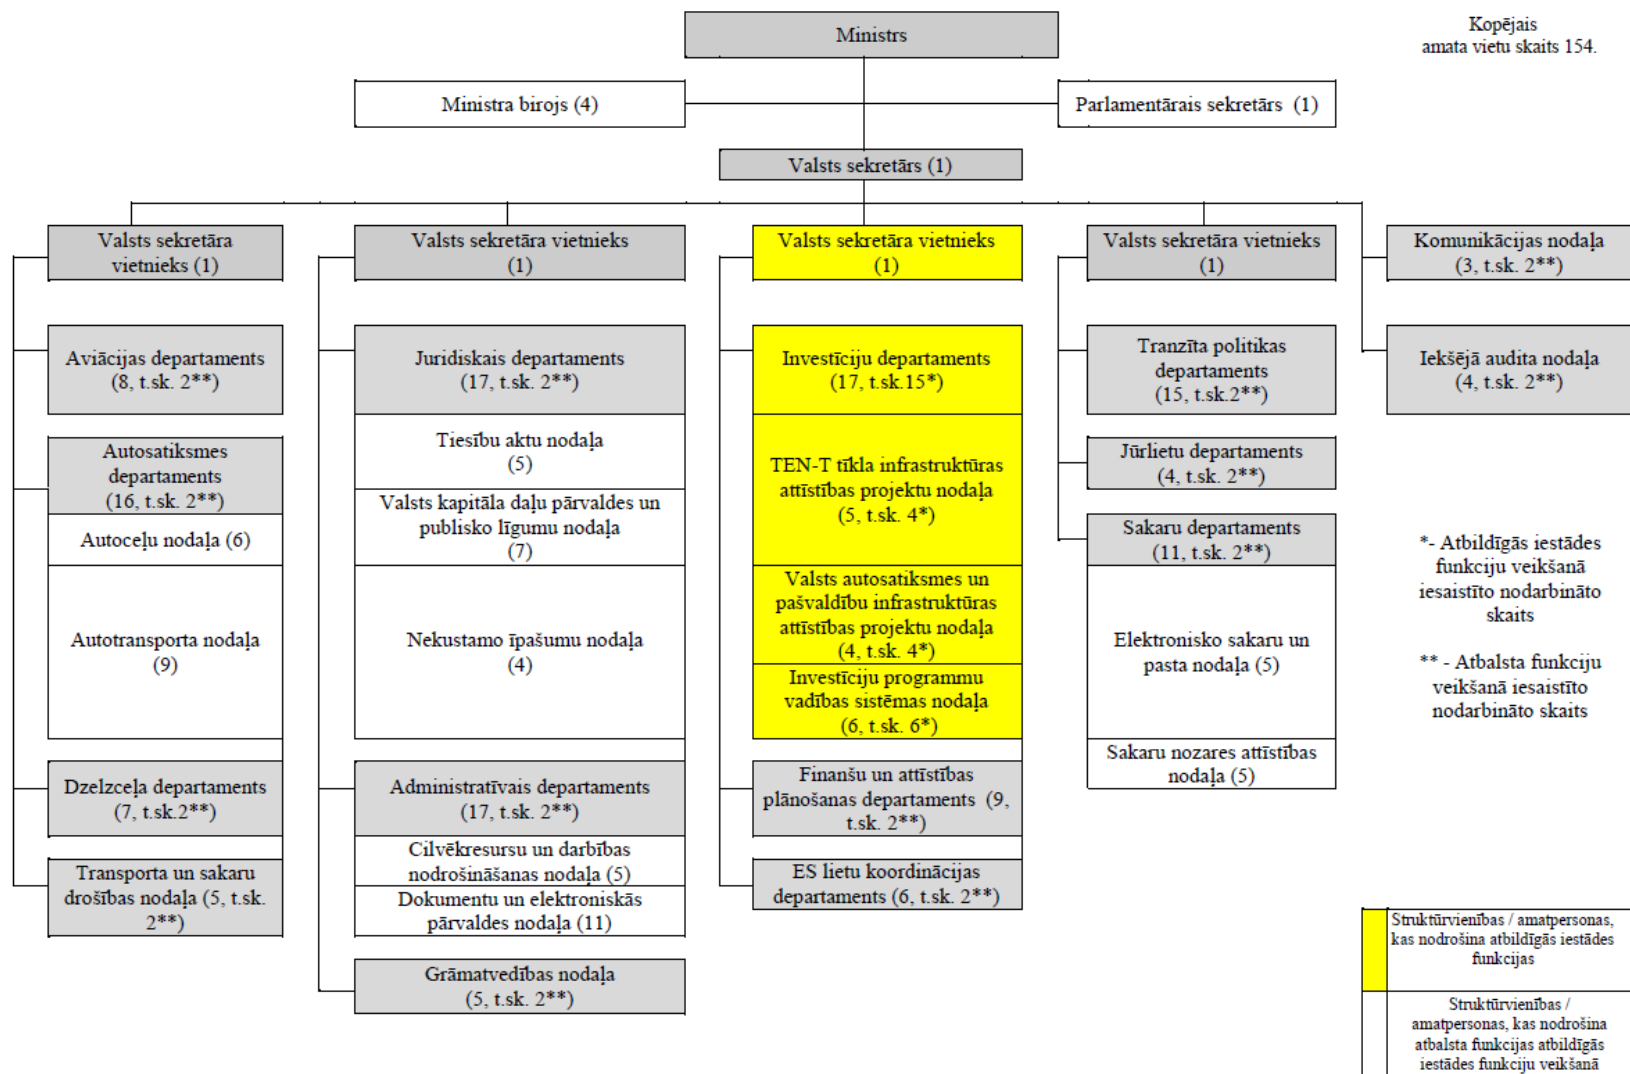 Ministrs
Kopējais
amata vietu skaits 154.
Ministra birojs (4)
Parlamentārais sekretārs (1)
Valsts sekretārs (1)
Valsts sekretāra
vietnieks (1)
Aviācijas departaments
(8, t.sk. 2**)
Autosatiksmes
departaments
(16, t.sk. 2**)
Autoceļu nodaļa (6)
Autotransporta nodaļa
(9)
Dzelzceļa departaments
(7, t.sk.2**)
Transporta un sakaru
drošības nodaļa (5, t.sk.
2**)
Valsts sekretāra vietnieks
(1)
Juridiskais departaments
(17, t.sk. 2**)
Tiesību aktu nodaļa
(5)
Valsts kapitāla daļu pārvaldes un
publisko līgumu nodaļa
(7)
Nekustamo īpašumu nodaļa
(4)
Administratīvais departaments
(17, t.sk. 2**)
Cilvēkresursu un darbības
nodrošināšanas nodaļa (5)
Dokumentu un elektroniskās
pārvaldes nodaļa (11)
Grāmatvedības nodaļa
(5, t.sk. 2**)
Valsts sekretāra vietnieks
(1)
Investīciju departaments
(17, t.sk.15*)
TEN-T tīkla infrastruktūras
attīstības projektu nodaļa
(5, t.sk. 4*)
Valsts autosatiksmes un
pašvaldību infrastruktūras
attīstības projektu nodaļa
(4, t.sk. 4*)
Investīciju programmu
vadības sistēmas nodaļa
(6, t.sk. 6*)
Finanšu un attīstības
plānošanas departaments (9,
t.sk. 2**)
ES lietu koordinācijas
departaments (6, t.sk. 2**)
Valsts sekretāra vietnieks
(1)
Tranzīta politikas
departaments
(15, t.sk.2**)
Jūrlietu departaments
(4, t.sk. 2**)
Sakaru departaments
(11, t.sk. 2**)
Elektronisko sakaru un
pasta nodaļa (5)
Sakaru nozares attīstības
nodaļa (5)
Komunikācijas nodaļa
(3, t.sk. 2**)
Iekšējā audita nodaļa
(4, t.sk. 2**)
*- Atbildīgās iestādes
funkciju veikšanā
iesaistīto nodarbināto
skaits
** - Atbalsta funkciju
veikšanā iesaistīto
nodarbināto skaits
Struktūrvienības / amatpersonas,
kas nodrošina atbildīgās iestādes
funkcijas
Struktūrvienības /
amatpersonas, kas nodrošina
atbalsta funkcijas atbildīgās
iestādes funkciju veikšanā